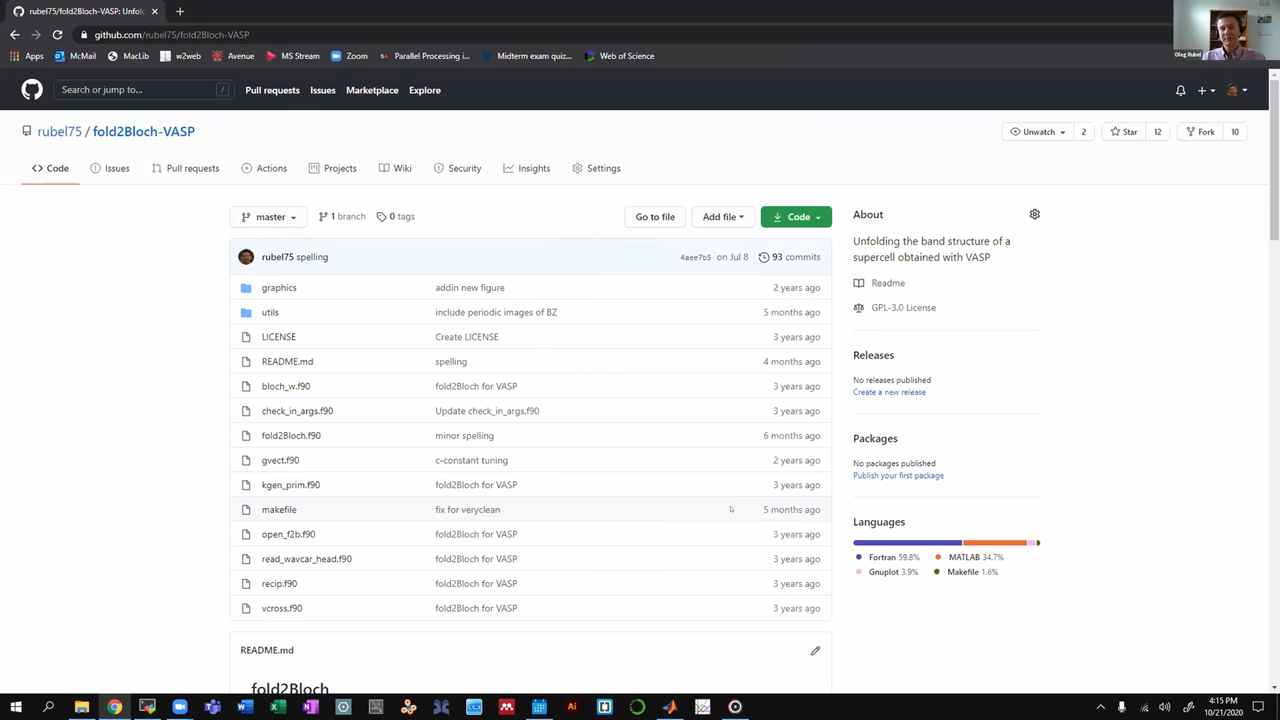 rubel75/fold2Bloch-VASP: Unfol
github.com/rubel75/fold2Bloch-VASP
Apps McMail MacLib w2web Avenue MS Stream Zoom Parallel Processing i... Midterm exam quiz... Web of Science
Oleg Rubel
Search or jump to... / Pull requests Issues Marketplace Explore
rubel75 / fold2Bloch-VASP Unwatch 2 Star 12 Fork 10
Code Issues Pull requests Actions Projects Wiki Security Insights Settings
master 1 branch 0 tags Go to file Add file Code
rubel75 spelling 4aee7b5 on Jul 8 93 commits
graphics addin new figure 2 years ago
utils include periodic images of BZ 5 months ago
LICENSE Create LICENSE 3 years ago
README.md spelling 4 months ago
bloch_w.f90 fold2Bloch for VASP 3 years ago
check_in_args.f90 Update check_in_args.f90 3 years ago
fold2Bloch.f90 minor spelling 6 months ago
gvect.f90 c-constant tuning 2 years ago
kgen_prim.f90 fold2Bloch for VASP 3 years ago
makefile fix for veryclean 5 months ago
open_f2b.f90 fold2Bloch for VASP 3 years ago
read_wavcar_head.f90 fold2Bloch for VASP 3 years ago
recip.f90 fold2Bloch for VASP 3 years ago
vcross.f90 fold2Bloch for VASP 3 years ago
README.md
fold2Bloch
About
Unfolding the band structure of a
supercell obtained with VASP
Readme
GPL-3.0 License
Releases
No releases published
Create a new release
Packages
No packages published
Publish your first package
Languages
Fortran 59.8% MATLAB 34.7%
Gnuplot 3.9% Makefile 1.6%
4:15 PM
10/21/2020